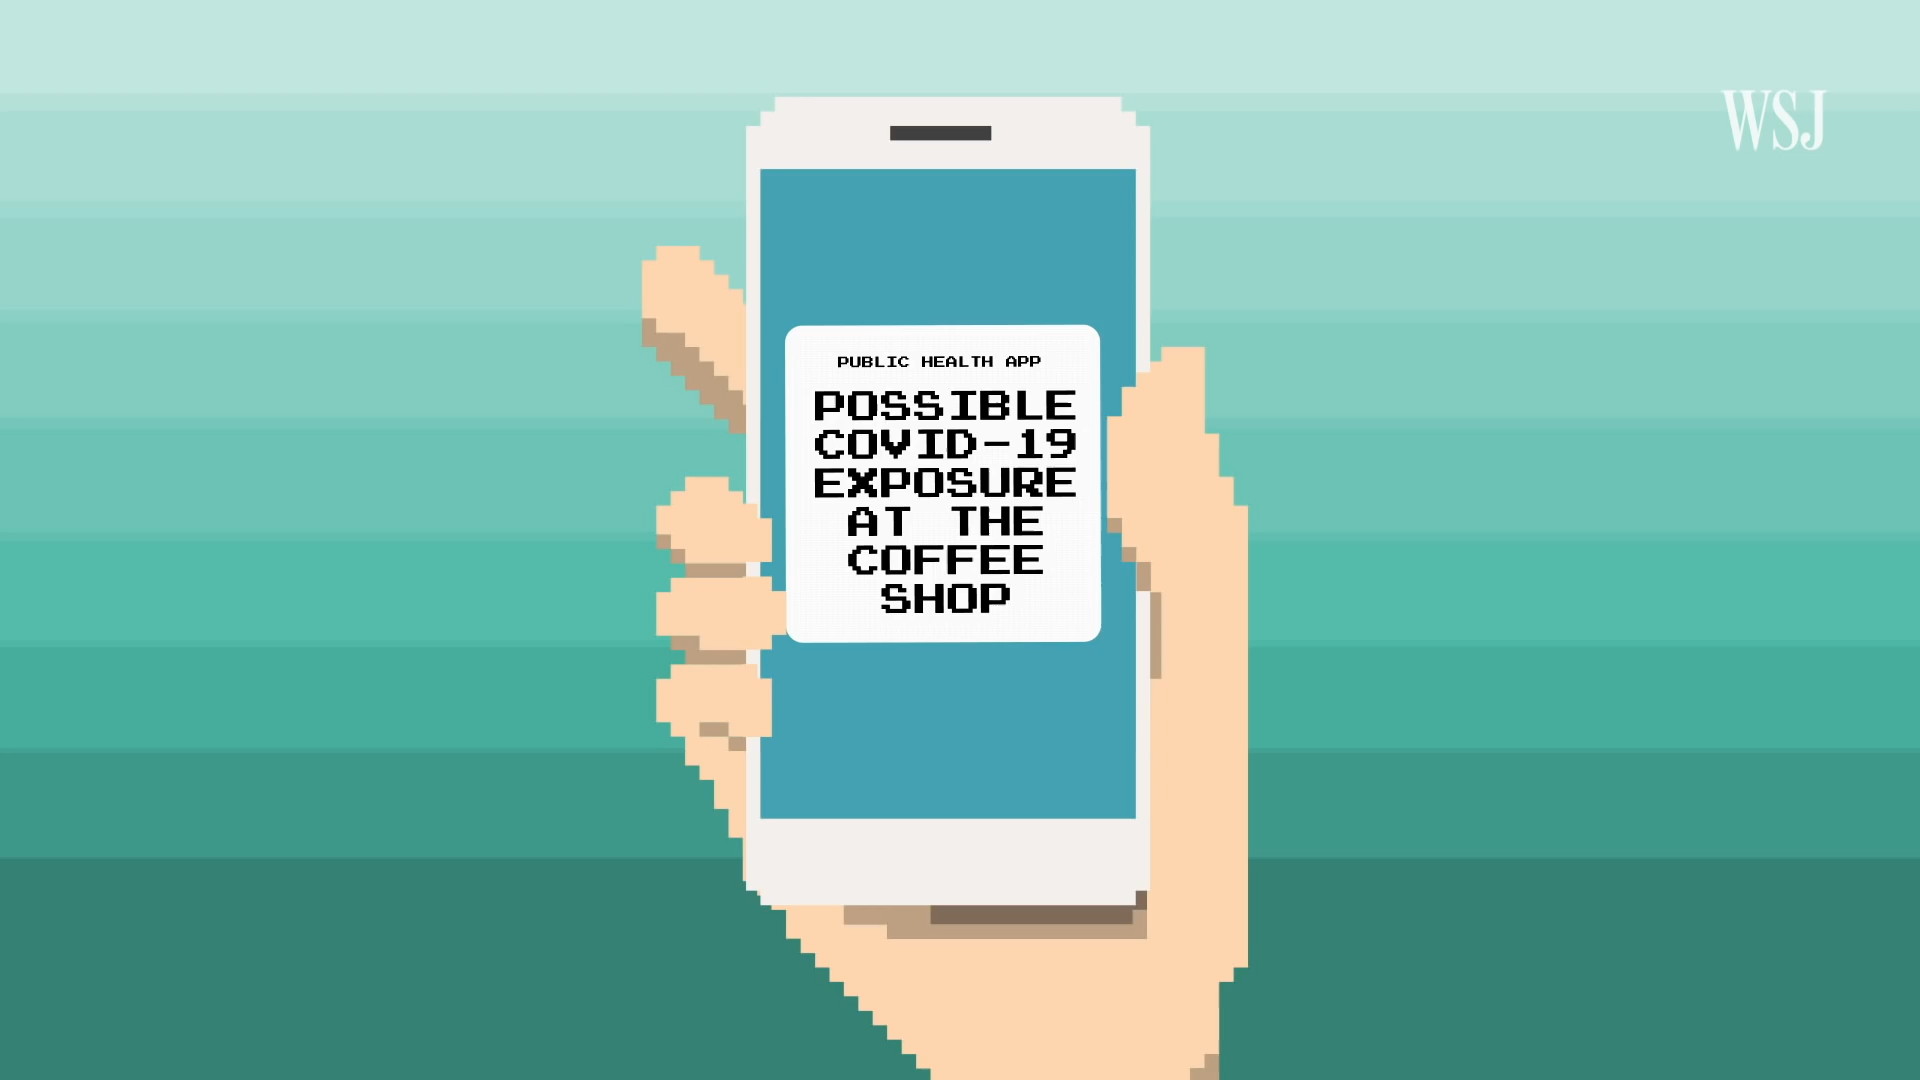 WSJ
PUBLIC HEALTH APP
POSSIBLE
COVID-19
EXPOSURE
AT THE
COFFEE
SHOP